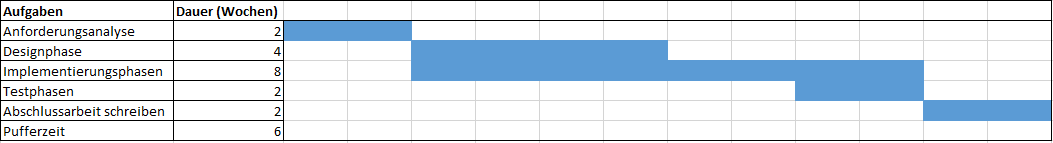 Aufgaben Dauer (Wochen)
Anforderungsanalyse 2
Designphase 4
Implementierungsphasen 8
Testphasen 2
Abschlussarbeit schreiben 2
Pufferzeit 6